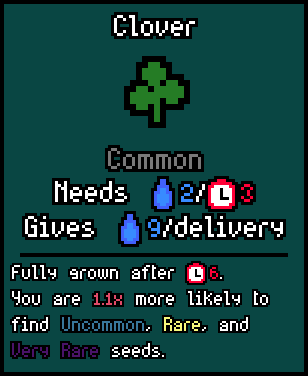 Clover
Common
Needs 2/3
Gives 9/delivery
Fully grown after 6.
You are 1.1x more likely to
find Uncommon, Rare, and
Very Rare seeds.